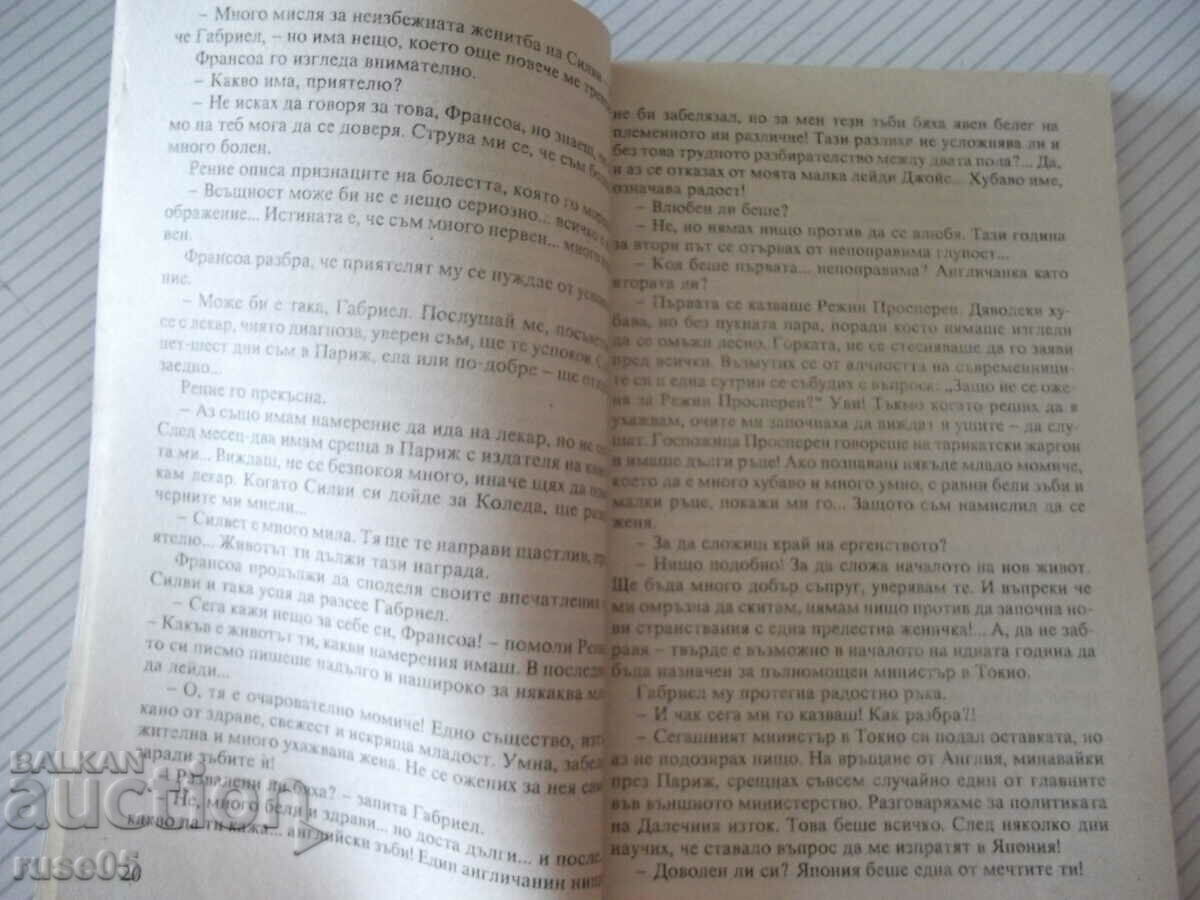 – Много мисля за неизбежната женитба на Силви
че Габриел, – но има нещо, което още повече ме
Франсоа го изгледа внимателно.
– Какво има, приятелю?
– Не исках да говоря за това, Франсоа, но знаеш,
мо на теб мога да се доверя. Струва ми се, че съм
много болен.
Рение описа признаците на болестта, която го
– Всъщност може би не е нещо сериозно... всичко е
ображение... Истината е, че съм много нервен... много
вен.
Франсоа разбра, че приятелят му се нуждае от
ние.
– Може би е така, Габриел. Послушай ме,
се с лекар, чиято диагноза, уверен съм, ще те успокои.
пет-шест дни съм в Париж, ела или по-добре – ще
заедно...
Рение го прекъсна.
– Аз също имам намерение да ида на лекар, но не
След месец-два имам среща в Париж с издателя на
та ми... Виждаш, не се безпокоя много, иначе щях да
кам лекар. Когато Силви си дойде за Коледа, ще
черните ми мисли...
– Силвет е много мила. Тя ще те направи щастлив,
ятелю... Животът ти дължи тази награда.
Франсоа продължи да споделя своите впечатления
Силви и така успя да разсее Габриел.
– Сега кажи нещо за себе си, Франсоа! – помоли
– Какъв е животът ти, какви намерения имаш. В
то си писмо пишеше надълго и нашироко за някаква
да лейди...
– О, тя е очарователно момиче! Едно същество,
кано от здраве, свежест и искряща младост. Умна,
жителна и много ухажвана жена. Не се ожених за нея
заради зъбите ѝ!
– Развалени ли бяха? – запита Габриел.
– Не, много бели и здрави... но доста дълги... и после,
какво да ти кажа... английски зъби! Един англичанин
20
не би забелязал, но за мен тези зъби бяха явен белег на
племенното ни различие! Тази разлика не усложнява ли и
без това трудното разбирателство между двата пола?... Да,
и аз се отказах от моята малка лейди Джойс... Хубаво име,
означава радост!
– Влюбен ли беше?
– Не, но нямах нищо против да се влюбя. Тази година
за втори път се отървах от непоправима глупост...
– Коя беше първата... непоправима? Англичанка като
втората ли?
– Първата се казваше Режин Просперен. Дяволски ху-
бава, но без пукната пара, поради което нямаше изгледи
да се омъжи лесно. Горката, не се стесняваше да го заяви
пред всички. Възмутих се от алчността на съвременници-
те си и една сутрин се събудих с въпроса: „Защо не се оже-
на за Режин Просперен?“ Уви! Тъкмо когато реших да я
ухажвам, очите ми започнаха да виждат и ушите – да слу-
шат. Госпожица Просперен говореше на тарикатски жаргон
и имаше дълги ръце! Ако познаваш някъде младо момиче,
което да е много хубаво и много умно, с равни бели зъби и
малки ръце, покажи ми го... Защото съм намислил да се
женя.
– За да сложиш край на ергенството?
– Нищо подобно! За да сложа началото на нов живот.
Ще бъда много добър съпруг, уверявам те. И въпреки че
ми омръзна да скитам, нямам нищо против да започна но-
ви странствания с една прелестна женичка!... А, да не заб-
равя – твърде е възможно в началото на идната година да
бъда назначен за пълномощен министър в Токио.
Габриел му протегна радостно ръка.
– И чак сега ми го казваш! Как разбра?!
– Сегашният министър в Токио си подал оставката, но
аз не подозирах нищо. На връщане от Англия, минавайки
през Париж, срещнах съвсем случайно един от главните
във външното министерство. Разговаряхме за политиката
на Далечния изток. Това беше всичко. След няколко дни
научих, че ставало въпрос да ме изпратят в Япония!
– Доволен ли си? Япония беше една от мечтите ти!
BALKAN
auction
ruse05